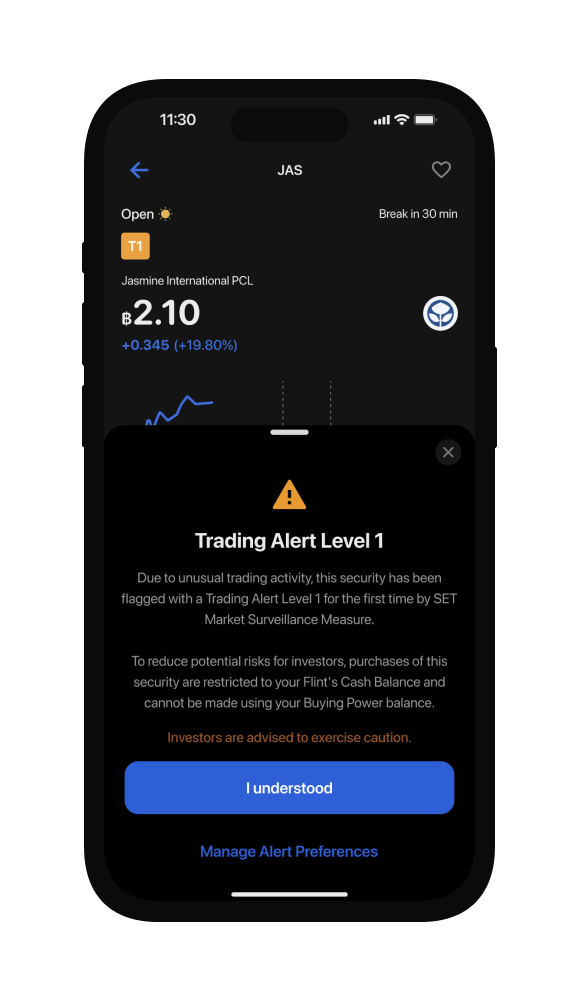 11:30
JAS
Open
Break in 30 min
T1
Jasmine International PCL
฿2.10
+0.345 (+19.80%)
Trading Alert Level 1
Due to unusual trading activity, this security has been
flagged with a Trading Alert Level 1 for the first time by SET
Market Surveillance Measure.
To reduce potential risks for investors, purchases of this
security are restricted to your Flint's Cash Balance and
cannot be made using your Buying Power balance.
Investors are advised to exercise caution.
I understood
Manage Alert Preferences